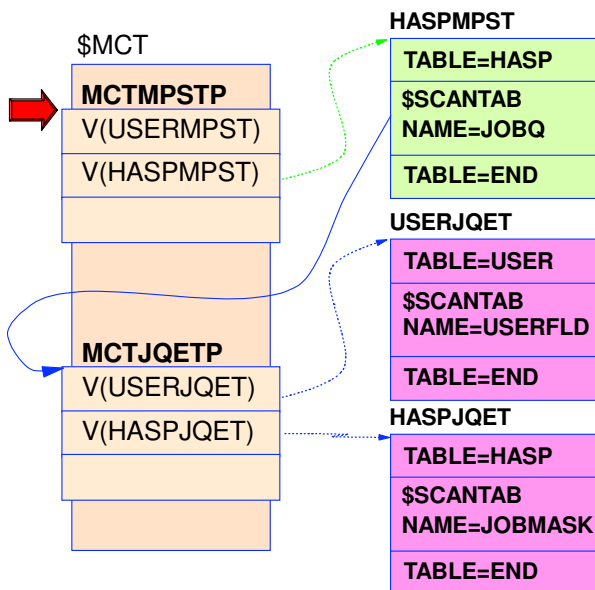 $MCT
MCTMPSTP
V(USERMPST)
V(HASPMPST)
MCTJQETP
V(USERJQET)
V(HASPJQET)
HASPMPST
TABLE=HASP
$SCANTAB
NAME=JOBQ
TABLE=END
USERJQET
TABLE=USER
$SCANTAB
NAME=USERFLD
TABLE=END
HASPJQET
TABLE=HASP
$SCANTAB
NAME=JOBMASK
TABLE=END